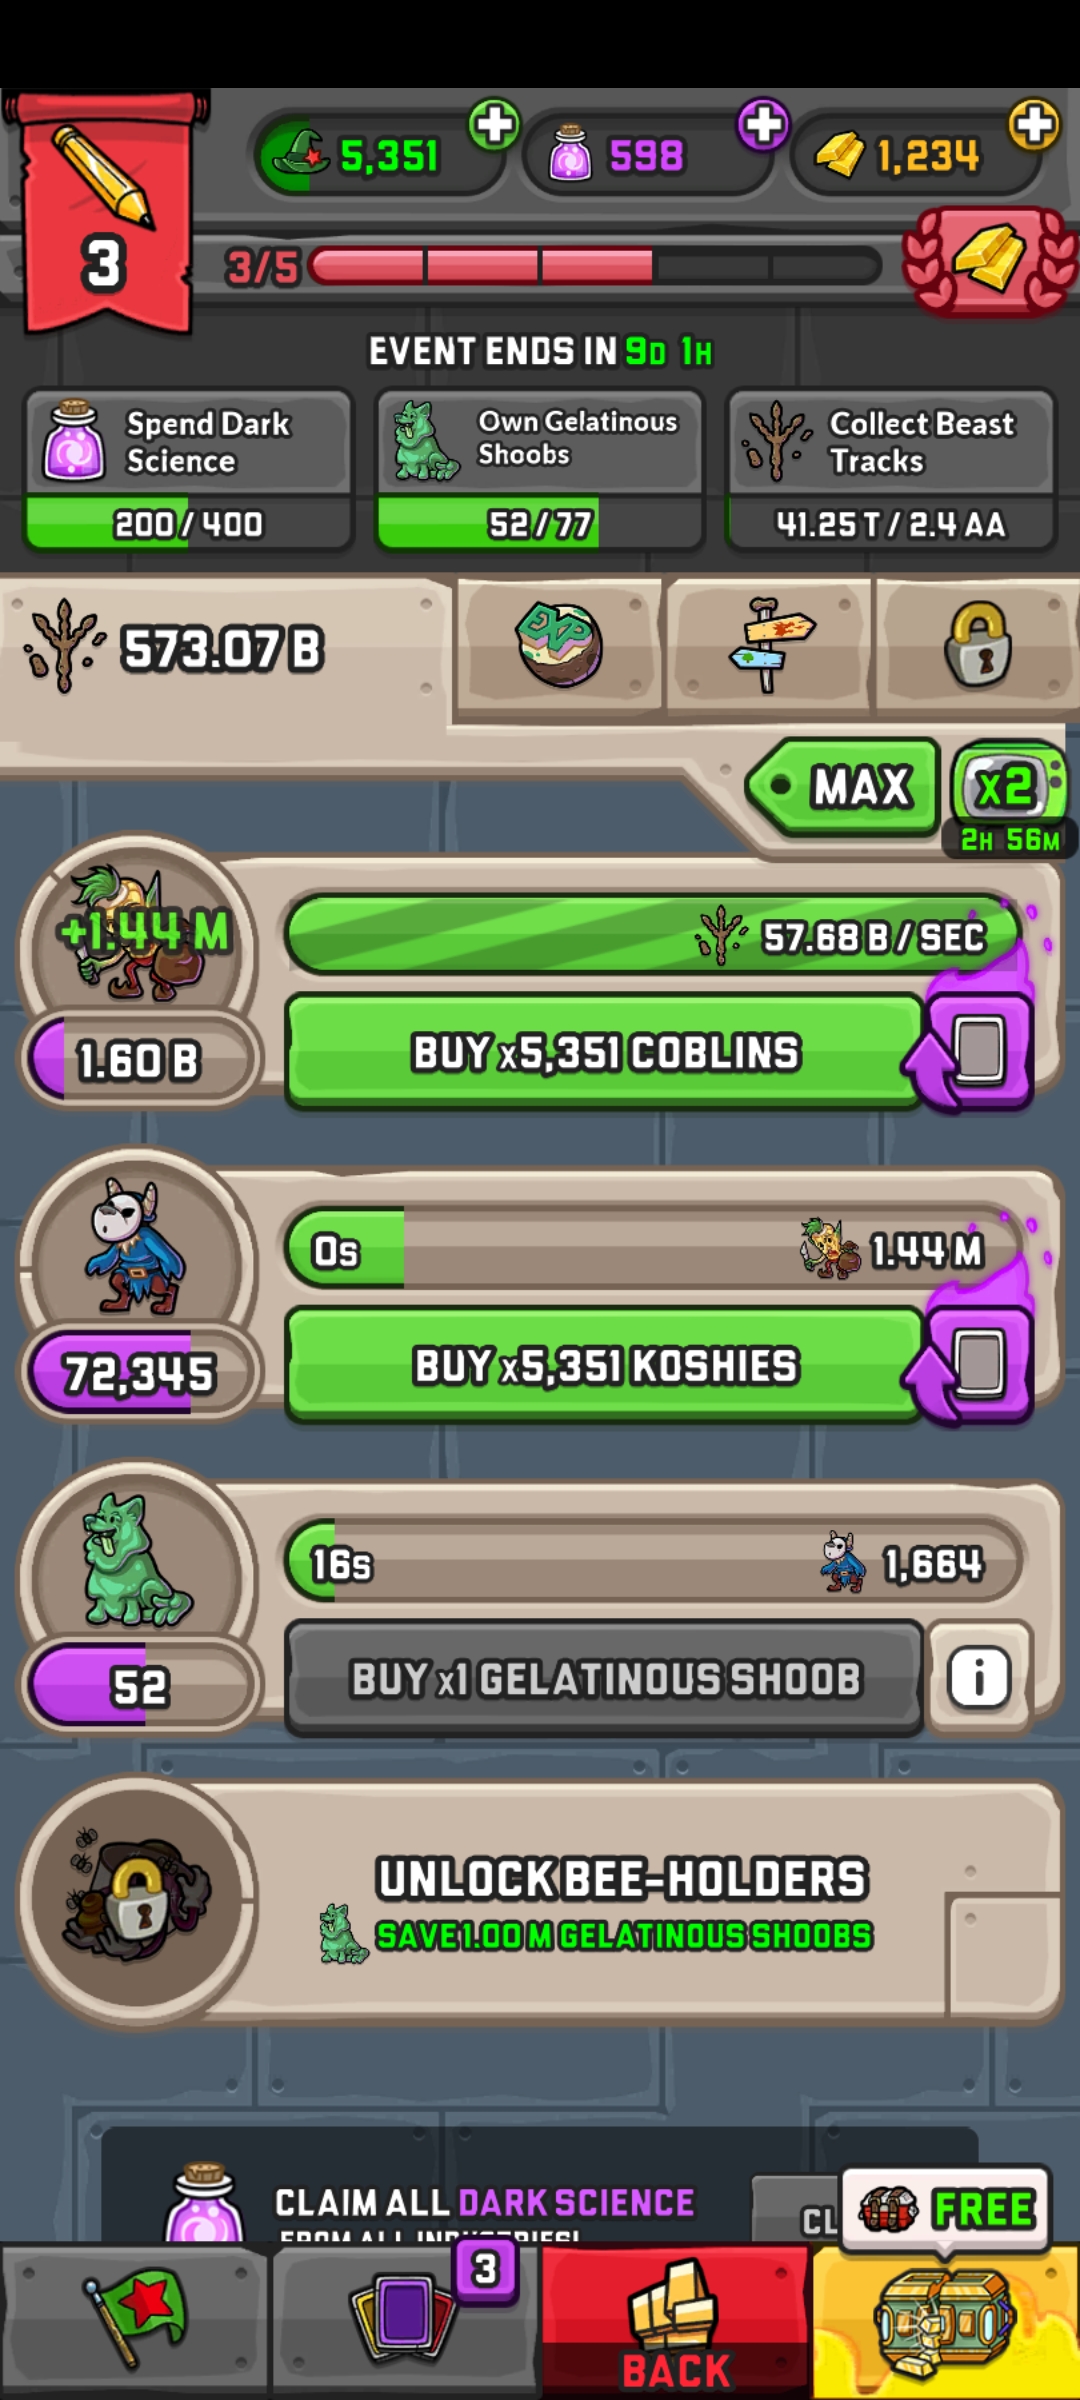 5,351
598
1,234
3
3/5
EVENT ENDS IN 9D 1H
Spend Dark
Science
200 / 400
Own Gelatinous
Shoobs
52 / 77
Collect Beast
Tracks
41.25 T / 2.4 AA
573.07 B
EXP
MAX
x2
2H 56M
+1.44 M
57.68 B / SEC
1.60 B
BUY x5,351 COBLINS
0s
1.44 M
72,345
BUY x5,351 KOSHIES
16s
1,664
52
BUY x1 GELATINOUS SHOOB
i
UNLOCK BEE-HOLDERS
SAVE 1.00 M GELATINOUS SHOOBS
CLAIM ALL DARK SCIENCE
FROM ALL INDUSTRIES!
CL
FREE
3
BACK